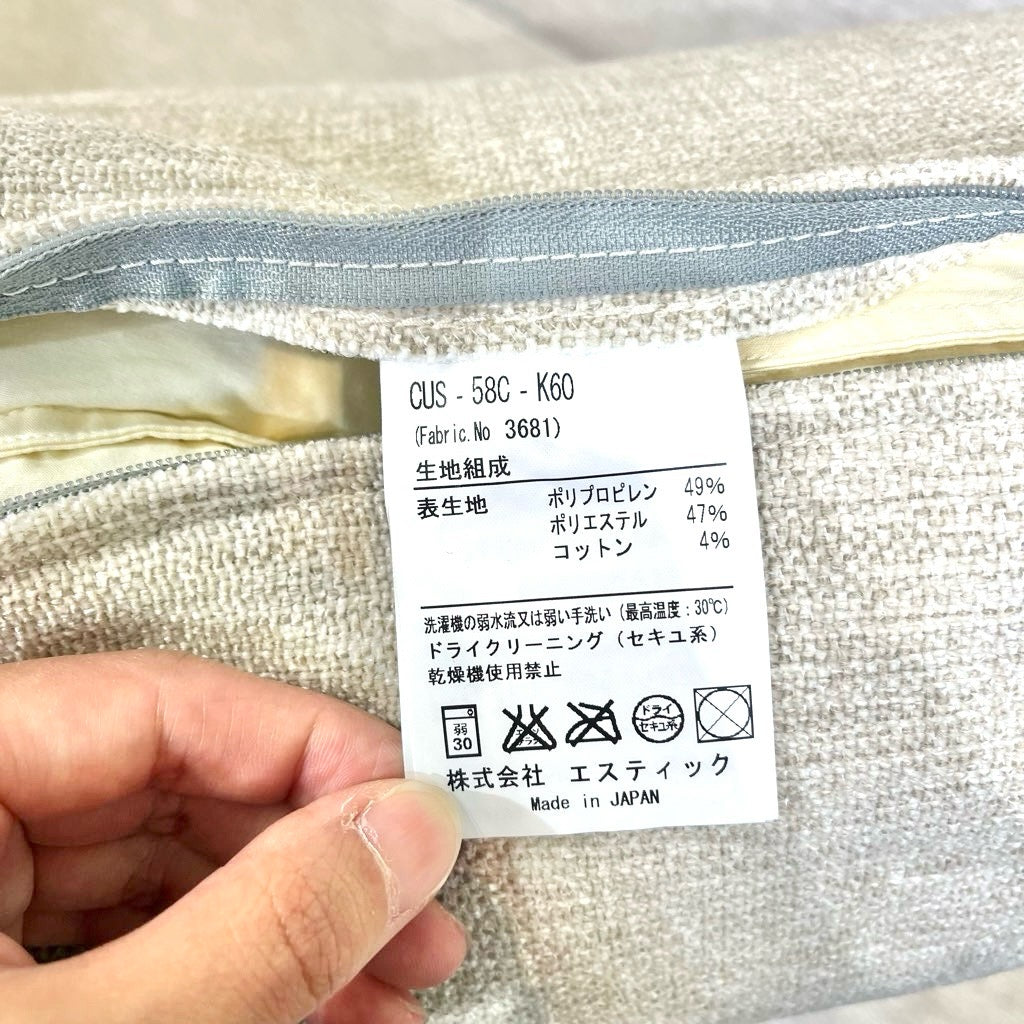 CUS - 58C - K60
(Fabric.No 3681)
生地組成
表生地 ポリプロピレン 49%
ポリエステル 47%
コットン 4%
洗濯機の弱水流又は弱い手洗い（最高温度：30℃）
ドライクリーニング（セキユ系）
乾燥機使用禁止
弱 30 ドライ セキユ系
株式会社 エスティック
Made in JAPAN